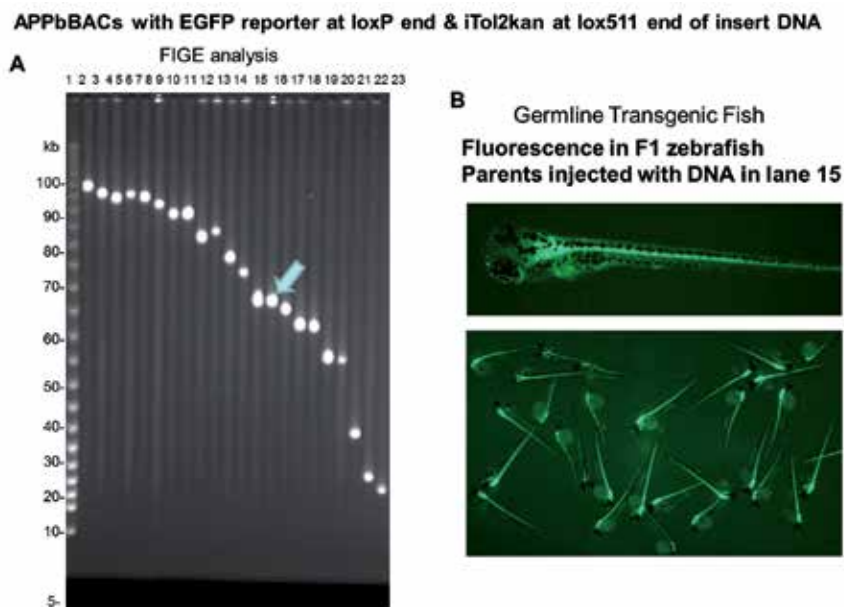 APPbBACs with EGFP reporter at loxP end & iTol2kan at lox511 end of insert DNA
A
FIGE analysis
1 2 3 4 5 6 7 8 9 10 11 12 13 14 15 16 17 18 19 20 21 22 23
kb
100-
90-
80-
70-
60-
50-
40-
30-
20-
10-
5-
B
Germline Transgenic Fish
Fluorescence in F1 zebrafish
Parents injected with DNA in lane 15